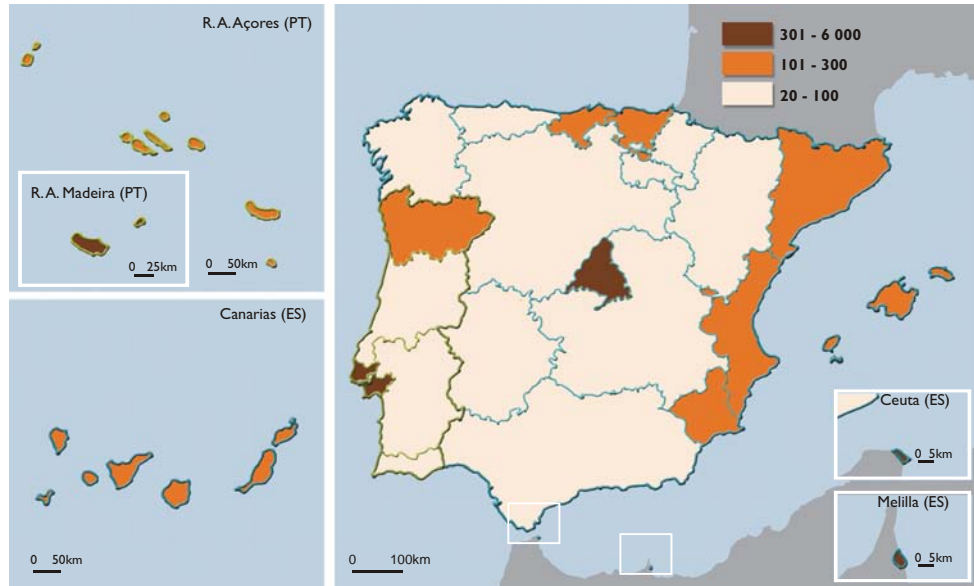 R. A. Açores (PT)
R. A. Madeira (PT)
0 25km
0 50km
Canarias (ES)
0 50km
301 - 6 000
101 - 300
20 - 100
Ceuta (ES)
0 5km
Melilla (ES)
0 5km
0 100km